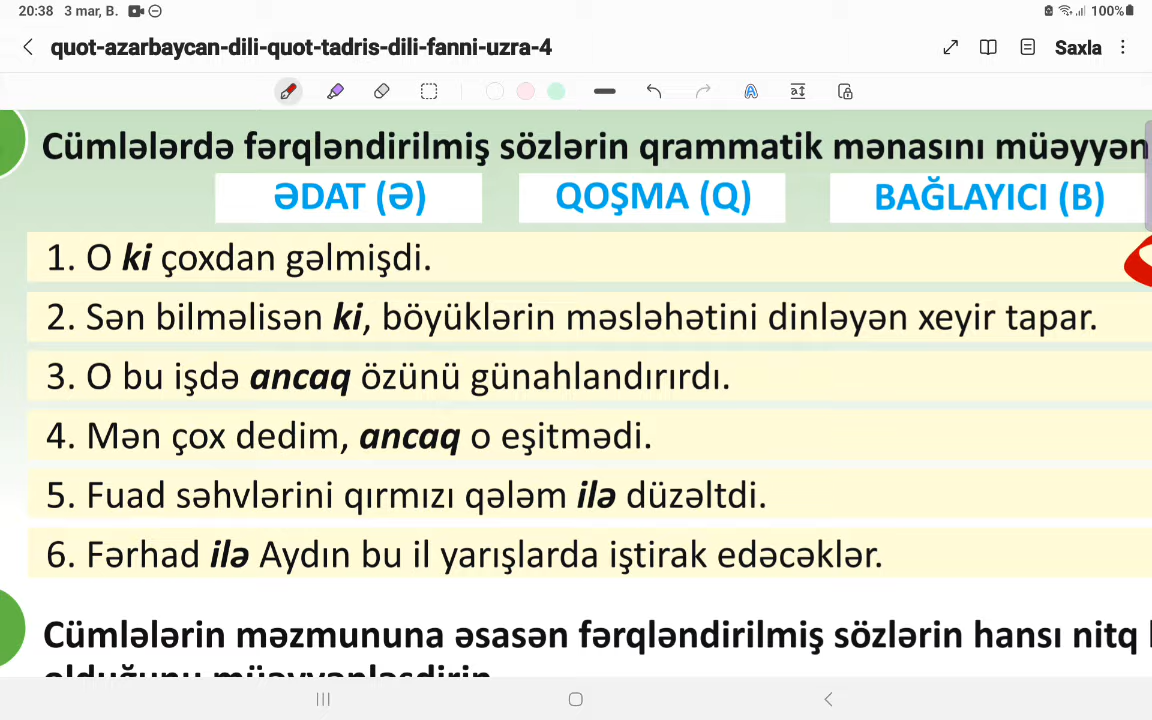 20:38 3 mar, B. 100%
quot-azarbaycan-dili-quot-tadris-dili-fanni-uzra-4 Saxla
Cümlələrdə fərqləndirilmiş sözlərin qrammatik mənasını müəyyən
ƏDAT (Ə) QOŞMA (Q) BAĞLAYICI (B)
1. O ki çoxdan gəlmişdi.
2. Sən bilməlisən ki, böyüklərin məsləhətini dinləyən xeyir tapar.
3. O bu işdə ancaq özünü günahlandırırdı.
4. Mən çox dedim, ancaq o eşitmədi.
5. Fuad səhvlərini qırmızı qələm ilə düzəltdi.
6. Fərhad ilə Aydın bu il yarışlarda iştirak edəcəklər.
Cümlələrin məzmununa əsasən fərqləndirilmiş sözlərin hansı nitq
olduğunu müəyyənləşdirin